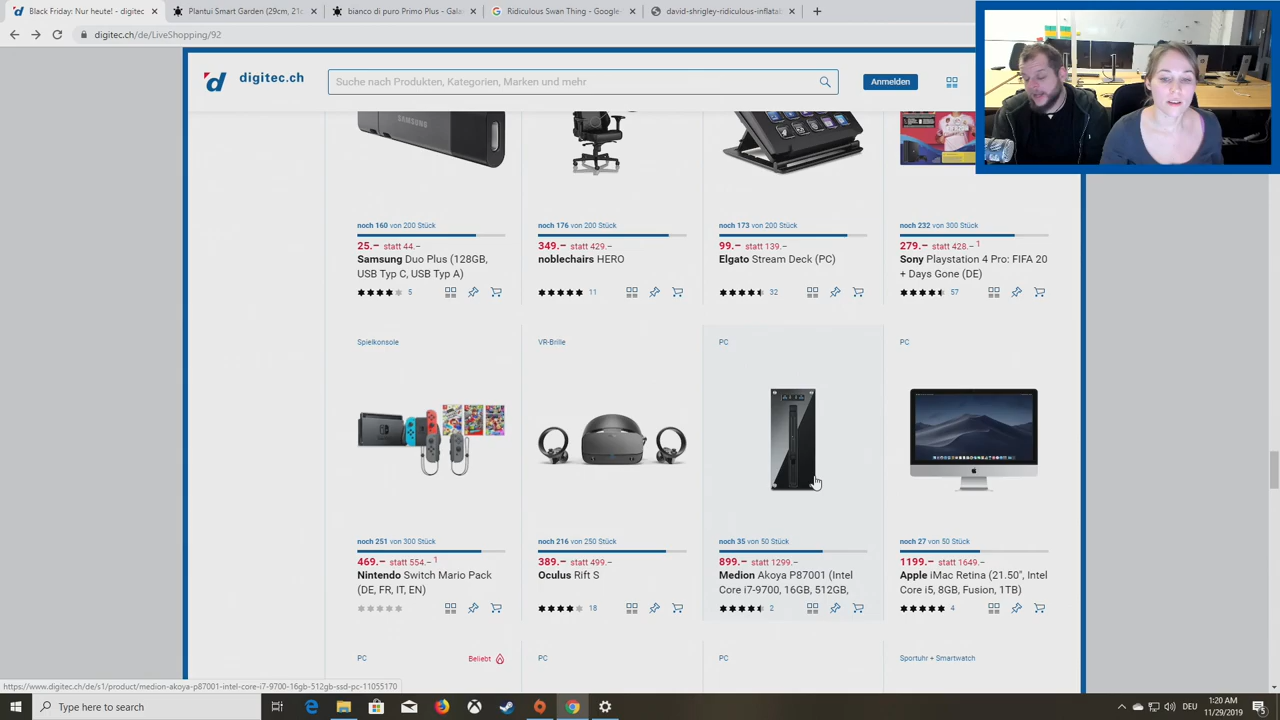 Black Friday: Nur heute! - digitec
Plantui Smart Garden (29cm, 21c
Bianco di puro Primo Plus - Gala
Ridiculous Swan Thing - Google-
david-shrigley-ridiculous-inflatab
digitec.ch/de/LiveShopping/92
digitec.ch
Suche nach Produkten, Kategorien, Marken und mehr
Anmelden
SAMSUNG
noch 160 von 200 Stück
noch 176 von 200 Stück
noch 173 von 200 Stück
noch 232 von 300 Stück
25.– statt 44.–
349.– statt 429.–
99.– statt 139.–
279.– statt 428.– 1
Samsung Duo Plus (128GB, USB Typ C, USB Typ A)
noblechairs HERO
Elgato Stream Deck (PC)
Sony Playstation 4 Pro: FIFA 20 + Days Gone (DE)
5
11
32
57
Spielkonsole
VR-Brille
PC
PC
noch 251 von 300 Stück
noch 216 von 250 Stück
noch 35 von 50 Stück
noch 27 von 50 Stück
469.– statt 554.– 1
389.– statt 499.–
899.– statt 1299.–
1199.– statt 1649.–
Nintendo Switch Mario Pack (DE, FR, IT, EN)
Oculus Rift S
Medion Akoya P87001 (Intel Core i7-9700, 16GB, 512GB,
Apple iMac Retina (21.50", Intel Core i5, 8GB, Fusion, 1TB)
18
2
4
PC
Beliebt
PC
PC
Sportuhr + Smartwatch
https://www.digitec.ch/de/s1/product/medion-akoya-p87001-intel-core-i7-9700-16gb-512gb-ssd-pc-11055170
Type here to search
DEU
1:20 AM
11/29/2019
5